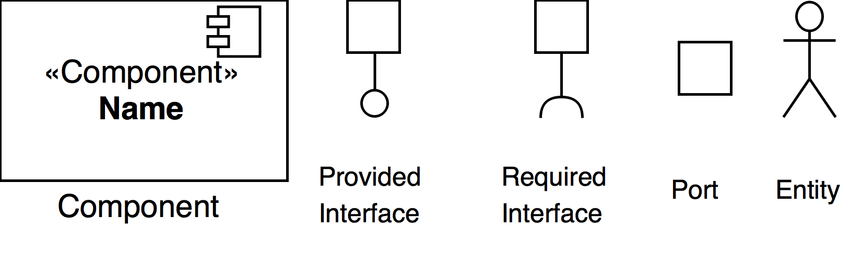 «Component»
Name
Component
Provided
Interface
Required
Interface
Port
Entity